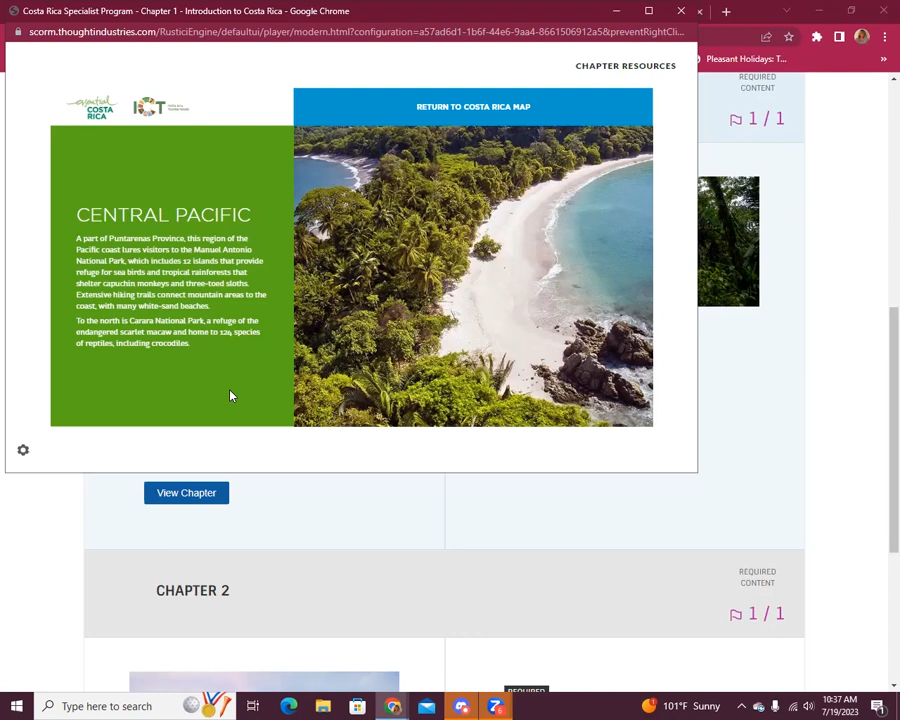 Costa Rica Specialist Program - Chapter 1 - Introduction to Costa Rica - Google Chrome
scorm.thoughtindustries.com/RusticiEngine/defaultui/player/modern.html?configuration=a57ad6d1-1b6f-44e6-9aa4-8661506912a5&preventRightCli...
Pleasant Holidays: T...
CHAPTER RESOURCES
essential
COSTA
RICA
ICT
RETURN TO COSTA RICA MAP
REQUIRED
CONTENT
1 / 1
CENTRAL PACIFIC
A part of Puntarenas Province, this region of the
Pacific coast lures visitors to the Manuel Antonio
National Park, which includes 12 islands that provide
refuge for sea birds and tropical rainforests that
shelter capuchin monkeys and three-toed sloths.
Extensive hiking trails connect mountain areas to the
coast, with many white-sand beaches.
To the north is Carara National Park, a refuge of the
endangered scarlet macaw and home to 124 species
of reptiles, including crocodiles.
View Chapter
CHAPTER 2
REQUIRED
CONTENT
1 / 1
REQUIRED
Type here to search
101°F Sunny
10:37 AM
7/19/2023